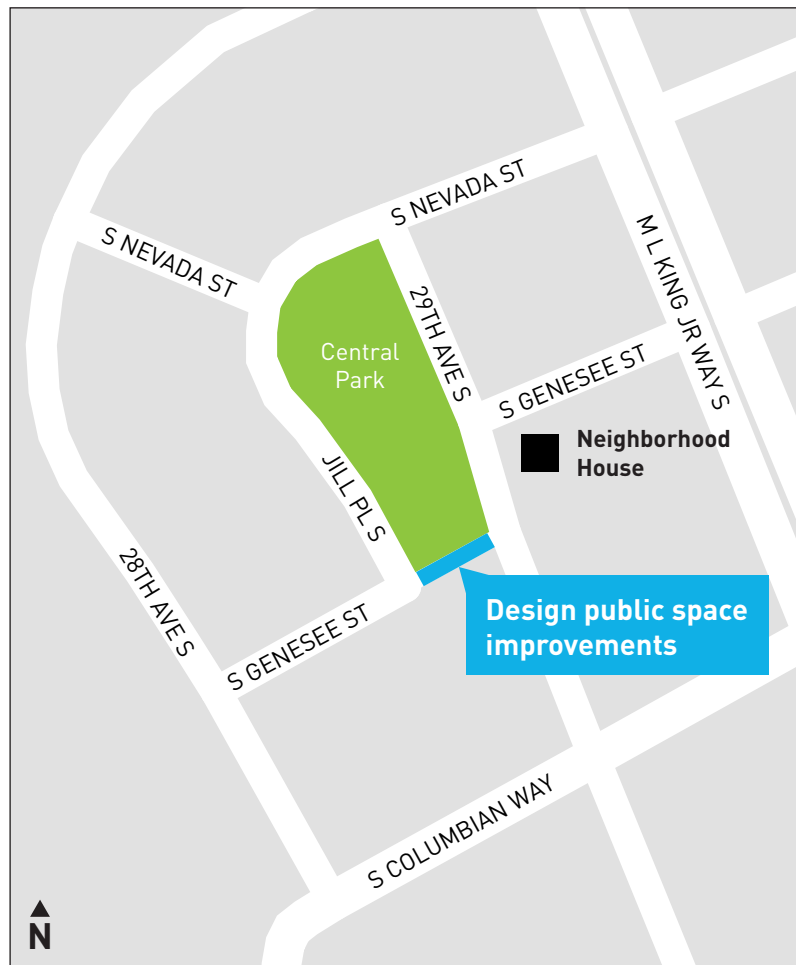 S NEVADA ST
S NEVADA ST
M L KING JR WAY S
29TH AVE S
Central
Park
S GENESEE ST
Neighborhood
House
JILL PL S
28TH AVE S
Design public space
improvements
S GENESEE ST
S COLUMBIAN WAY
N